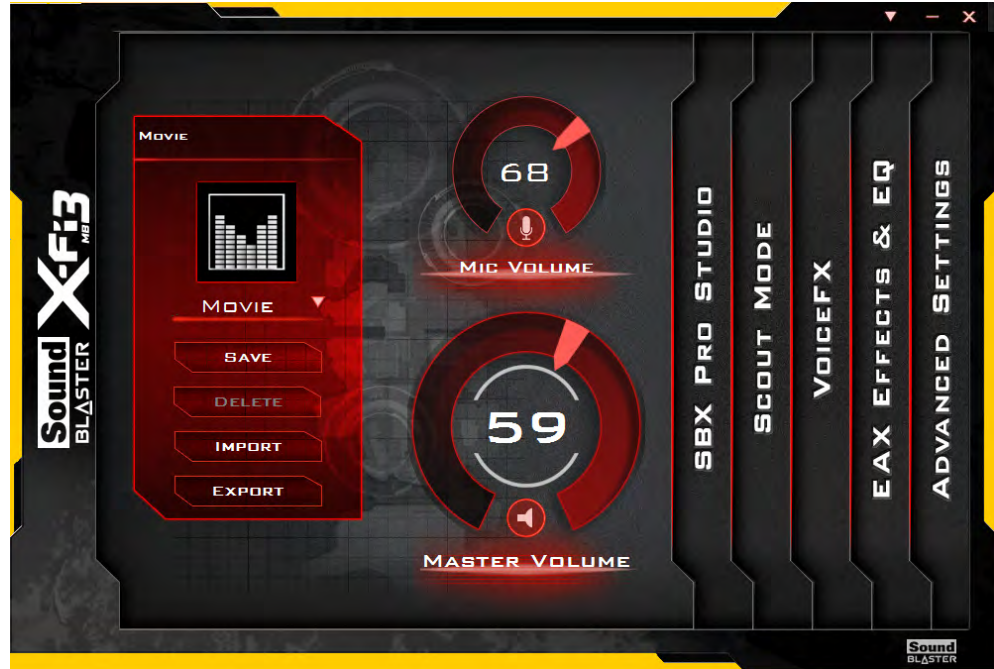 Sound
BLASTER
X-Fi3
MB
MOVIE
MOVIE
SAVE
DELETE
IMPORT
EXPORT
68
MIC VOLUME
59
MASTER VOLUME
SBX PRO STUDIO
SCOUT MODE
VOICEFX
EAX EFFECTS & EQ
ADVANCED SETTINGS
Sound
BLASTER